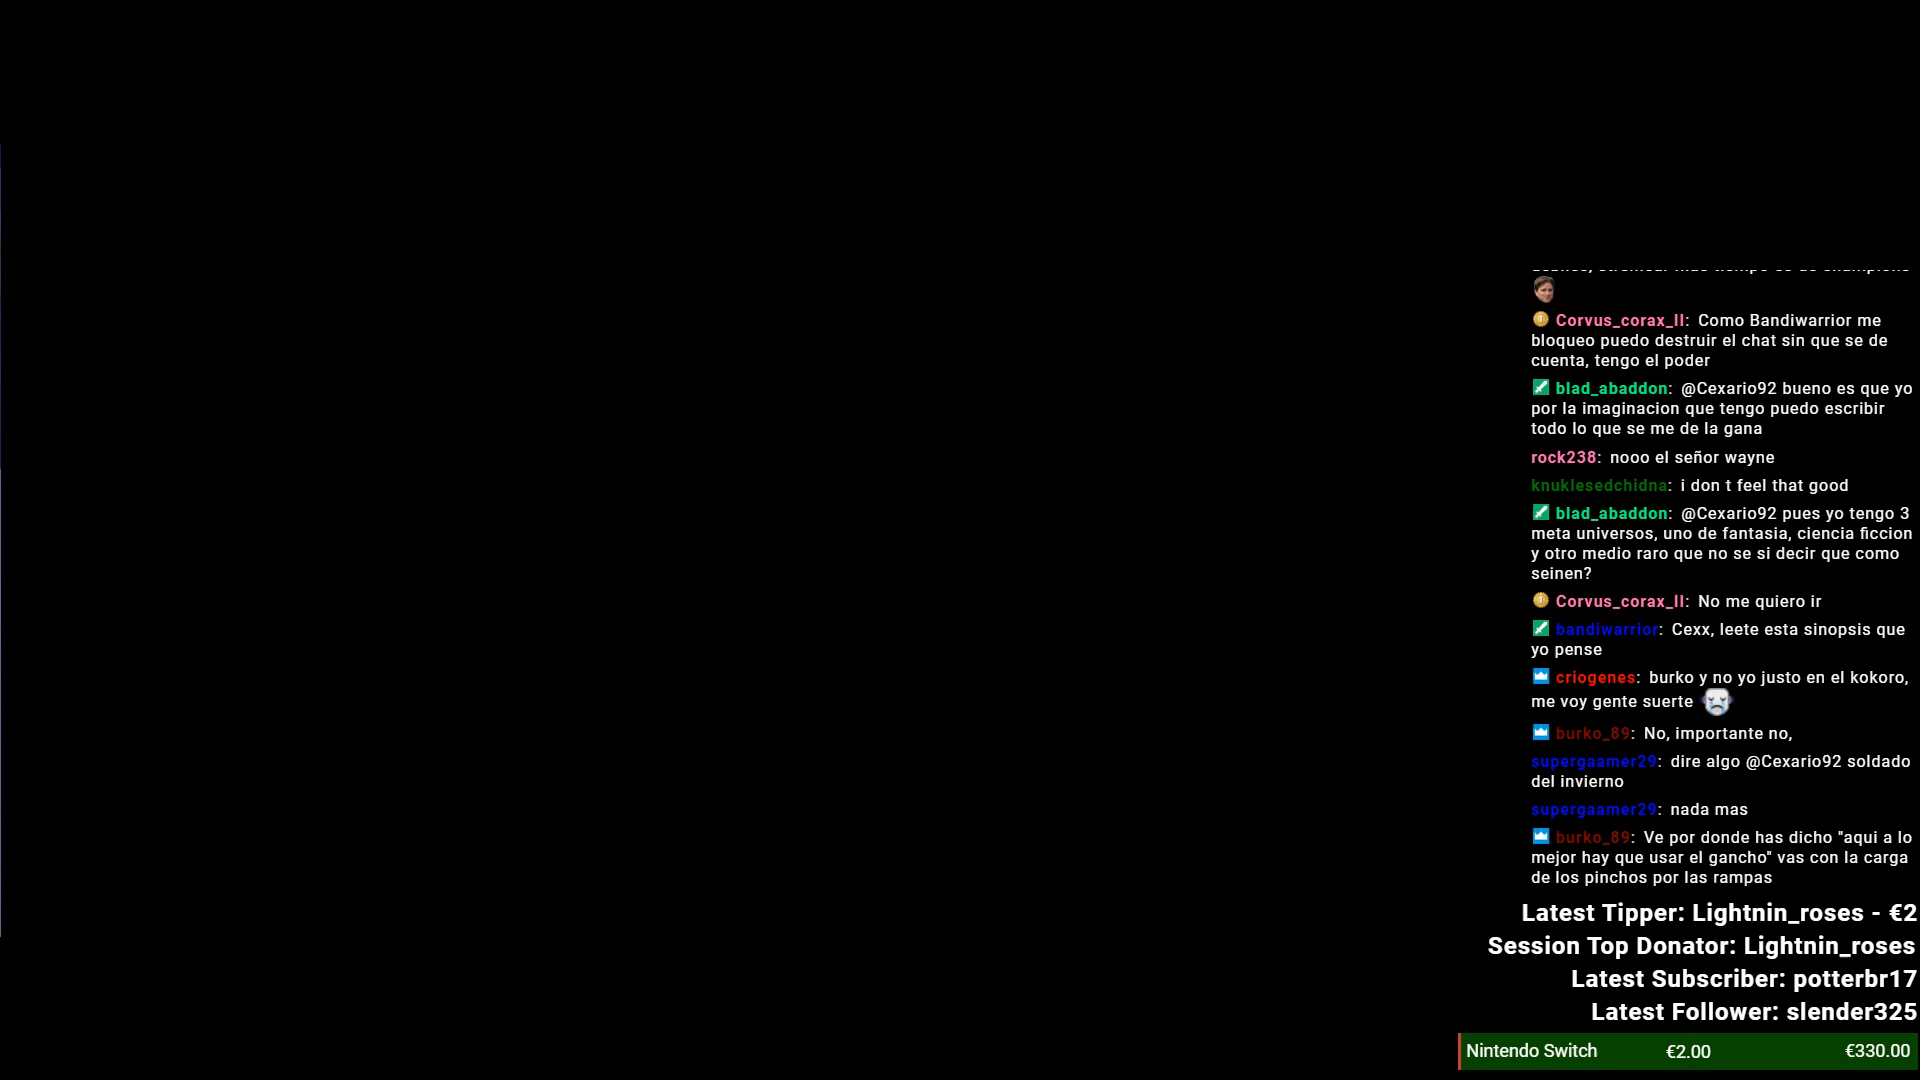 Corvus_corax_II: Como Bandiwarrior me
bloqueo puedo destruir el chat sin que se de
cuenta, tengo el poder
blad_abaddon: @Cexario92 bueno es que yo
por la imaginacion que tengo puedo escribir
todo lo que se me de la gana
rock238: nooo el señor wayne
knuklesedchidna: i don t feel that good
blad_abaddon: @Cexario92 pues yo tengo 3
meta universos, uno de fantasia, ciencia ficcion
y otro medio raro que no se si decir que como
seinen?
Corvus_corax_II: No me quiero ir
bandiwarrior: Cexx, leete esta sinopsis que
yo pense
criogenes: burko y no yo justo en el kokoro,
me voy gente suerte
burko_89: No, importante no,
supergaamer29: dire algo @Cexario92 soldado
del invierno
supergaamer29: nada mas
burko_89: Ve por donde has dicho "aqui a lo
mejor hay que usar el gancho" vas con la carga
de los pinchos por las rampas
Latest Tipper: Lightnin_roses - €2
Session Top Donator: Lightnin_roses
Latest Subscriber: potterbr17
Latest Follower: slender325
Nintendo Switch €2.00 €330.00